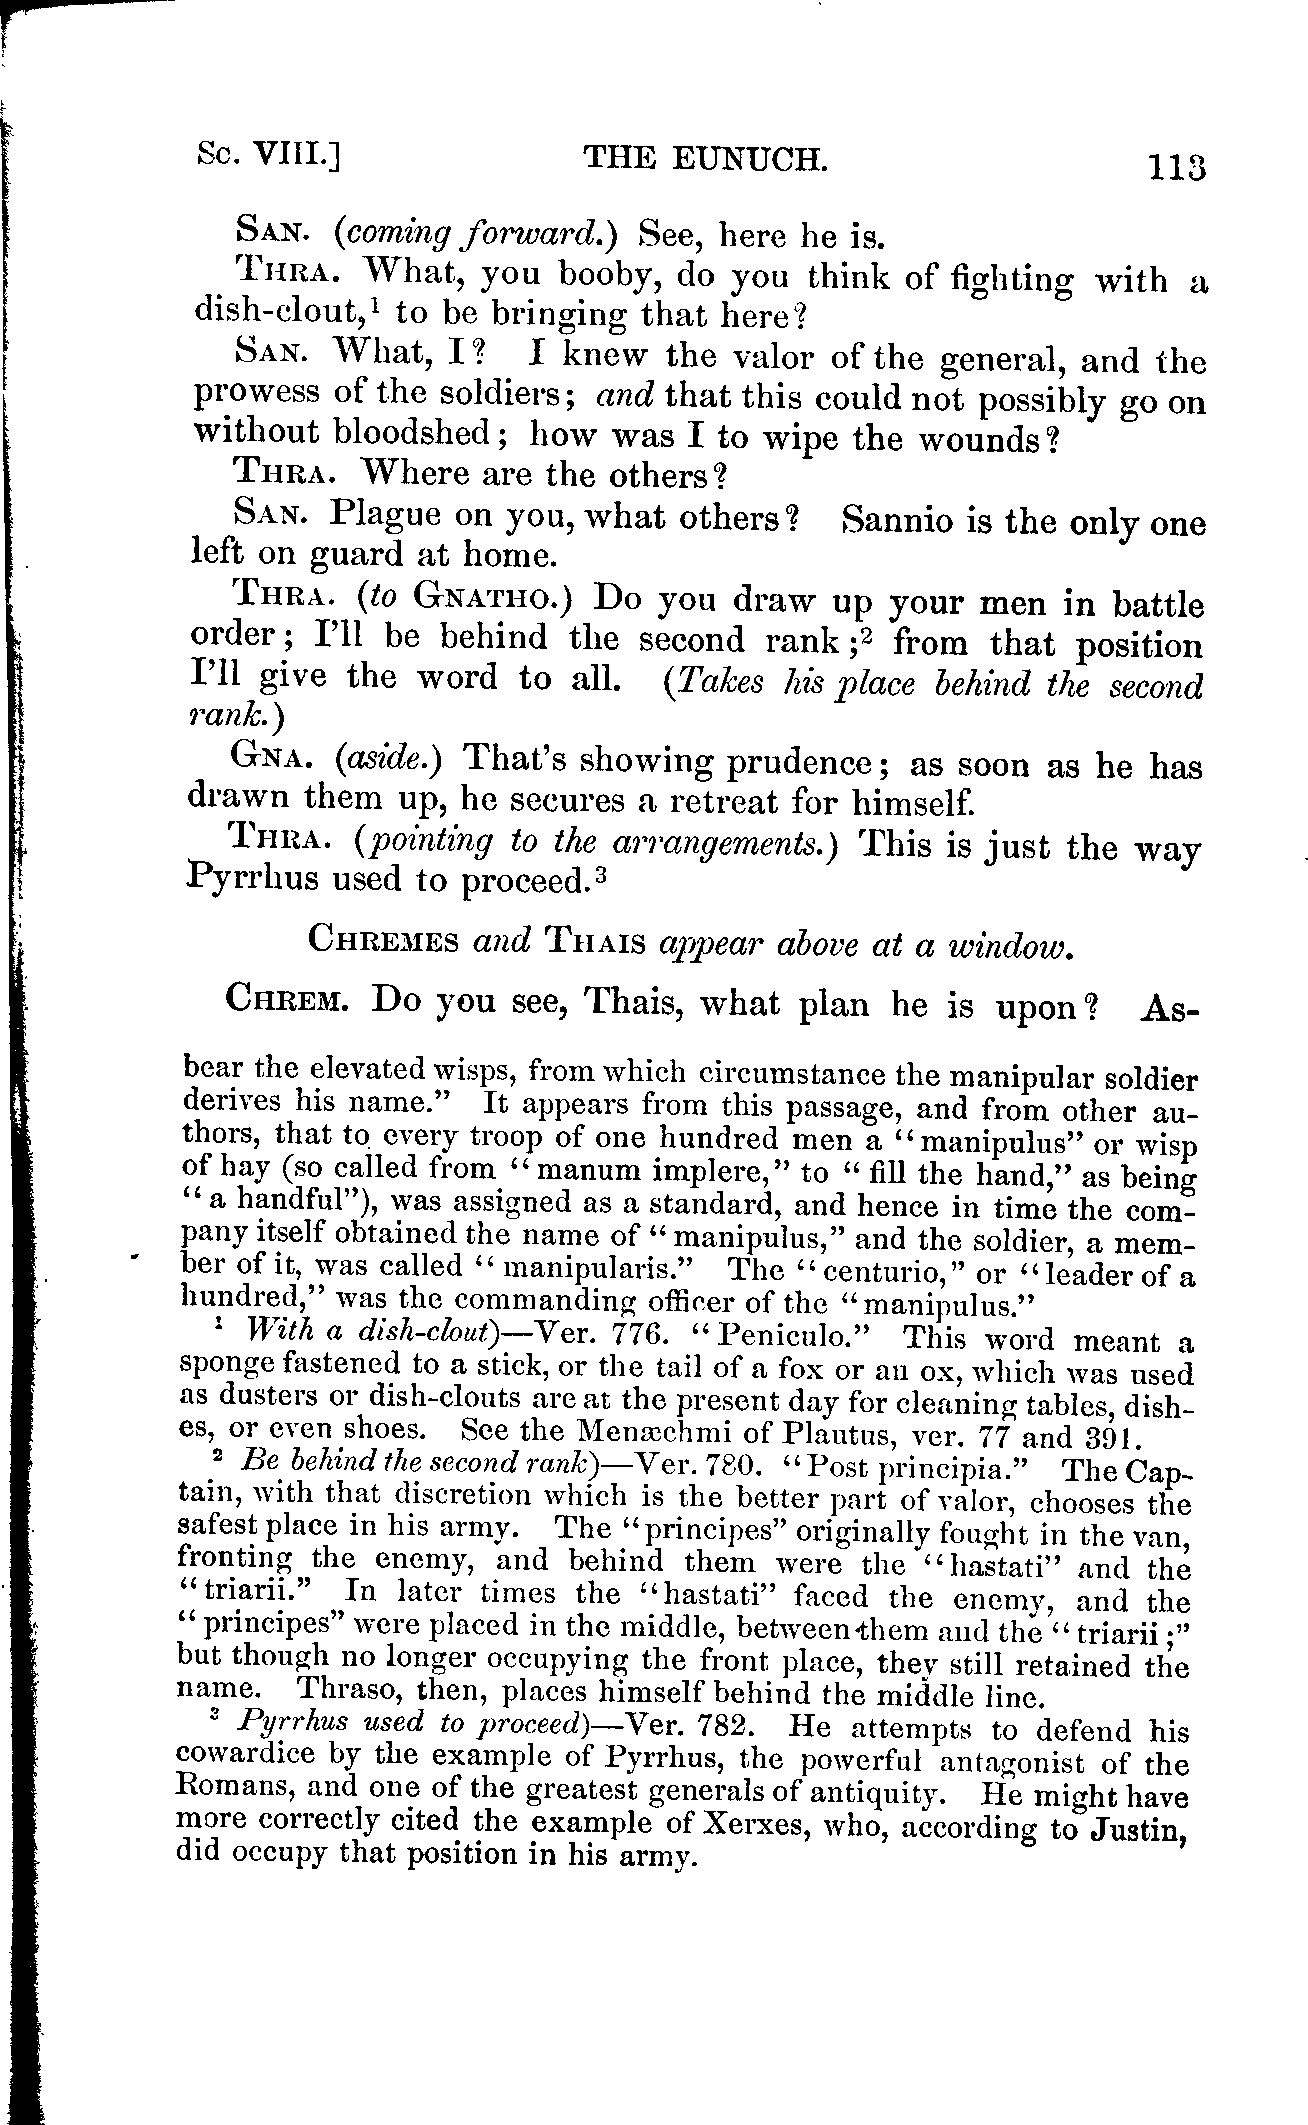 Sc. VIII.] THE EUNUCH. 113
SAN. (coming forward.) See, here he is.
THRA. What, you booby, do you think of fighting with a
dish-clout,¹ to be bringing that here?
SAN. What, I? I knew the valor of the general, and the
prowess of the soldiers; and that this could not possibly go on
without bloodshed; how was I to wipe the wounds?
THRA. Where are the others?
SAN. Plague on you, what others? Sannio is the only one
left on guard at home.
THRA. (to GNATHO.) Do you draw up your men in battle
order; I'll be behind the second rank;² from that position
I'll give the word to all. (Takes his place behind the second
rank.)
GNA. (aside.) That's showing prudence; as soon as he has
drawn them up, he secures a retreat for himself.
THRA. (pointing to the arrangements.) This is just the way
Pyrrhus used to proceed.³
CHREMES and THAIS appear above at a window.
CHREM. Do you see, Thais, what plan he is upon? As-
bear the elevated wisps, from which circumstance the manipular soldier
derives his name." It appears from this passage, and from other au-
thors, that to every troop of one hundred men a "manipulus" or wisp
of hay (so called from "manum implere," to "fill the hand," as being
"a handful"), was assigned as a standard, and hence in time the com-
pany itself obtained the name of "manipulus," and the soldier, a mem-
ber of it, was called "manipularis." The "centurio," or "leader of a
hundred," was the commanding officer of the "manipulus."
¹ With a dish-clout)—Ver. 776. "Peniculo." This word meant a
sponge fastened to a stick, or the tail of a fox or an ox, which was used
as dusters or dish-clouts are at the present day for cleaning tables, dish-
es, or even shoes. See the Menæchmi of Plautus, ver. 77 and 391.
² Be behind the second rank)—Ver. 780. "Post principia." The Cap-
tain, with that discretion which is the better part of valor, chooses the
safest place in his army. The "principes" originally fought in the van,
fronting the enemy, and behind them were the "hastati" and the
"triarii." In later times the "hastati" faced the enemy, and the
"principes" were placed in the middle, between them and the "triarii;"
but though no longer occupying the front place, they still retained the
name. Thraso, then, places himself behind the middle line.
³ Pyrrhus used to proceed)—Ver. 782. He attempts to defend his
cowardice by the example of Pyrrhus, the powerful antagonist of the
Romans, and one of the greatest generals of antiquity. He might have
more correctly cited the example of Xerxes, who, according to Justin,
did occupy that position in his army.